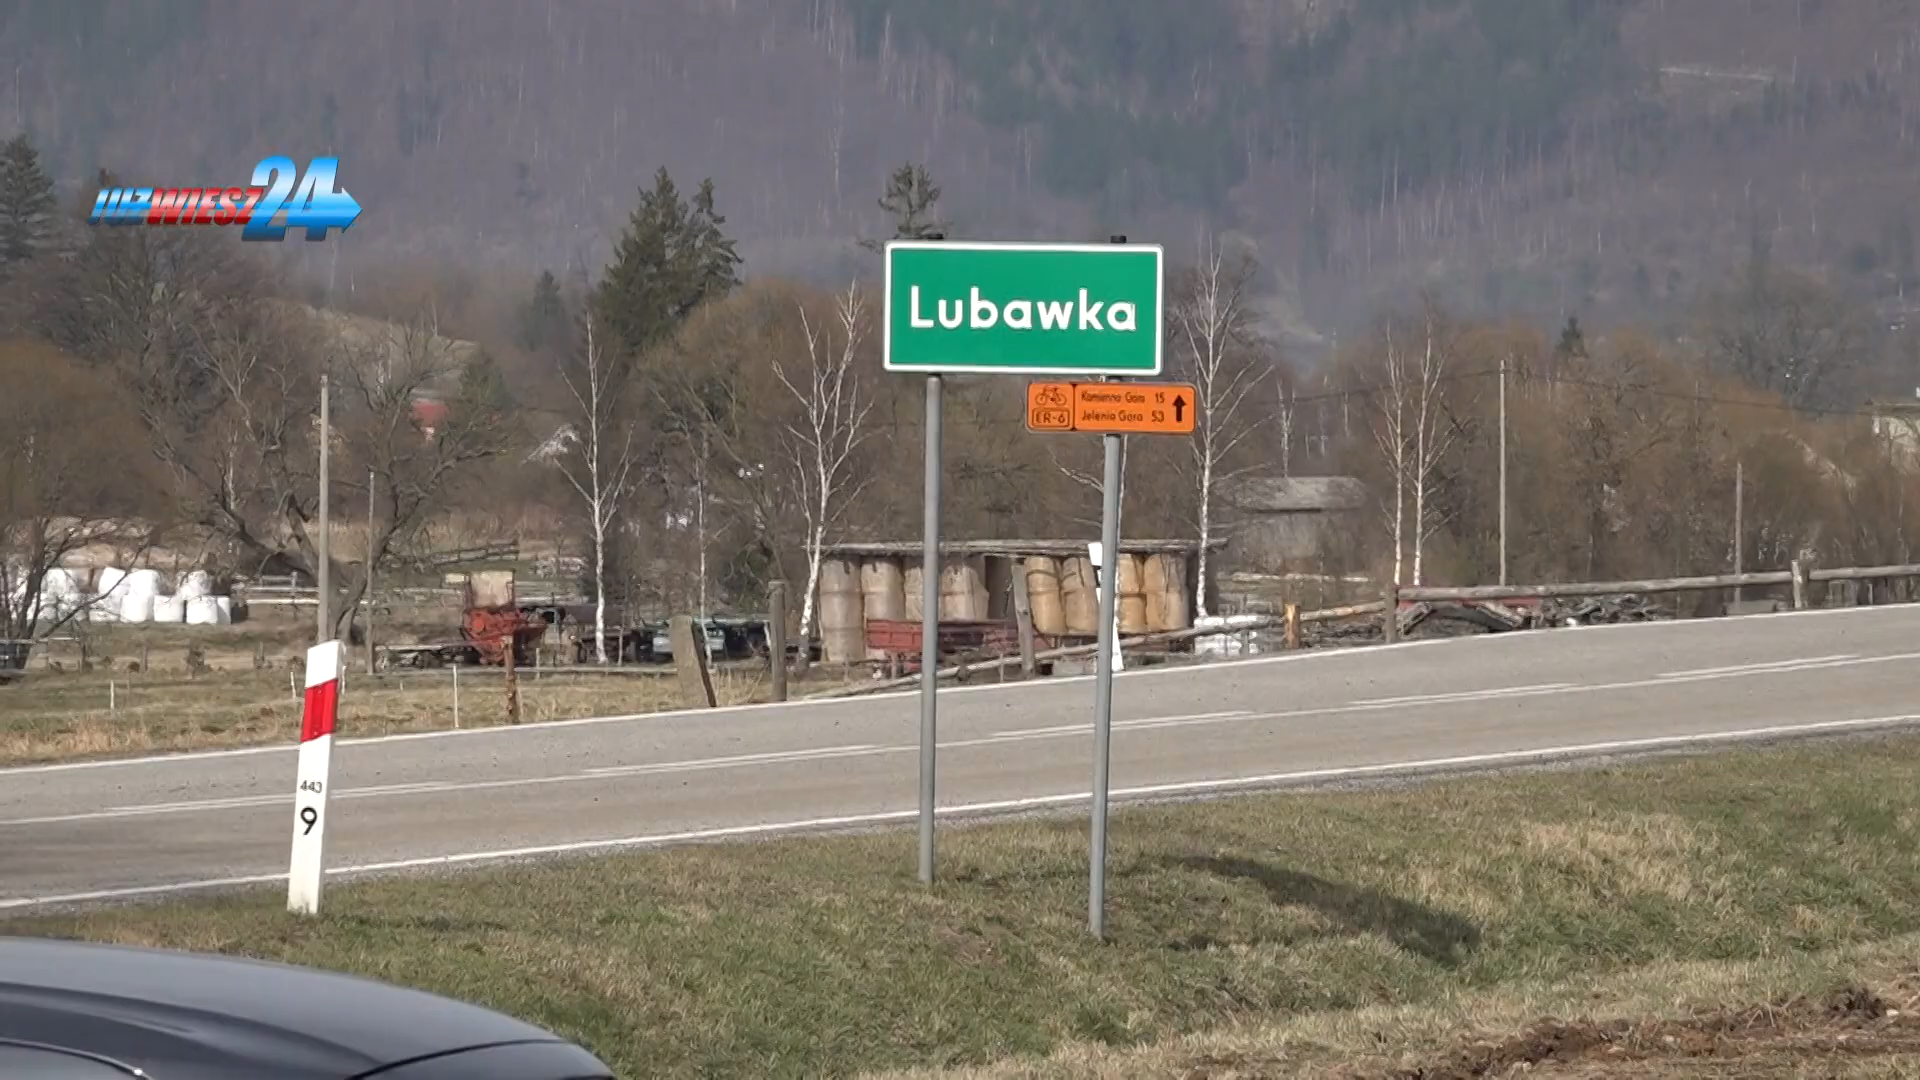 JUŻWIESZ24
Lubawka
Kamienna Góra 15
ER-6
Jelenia Góra 53
443
9